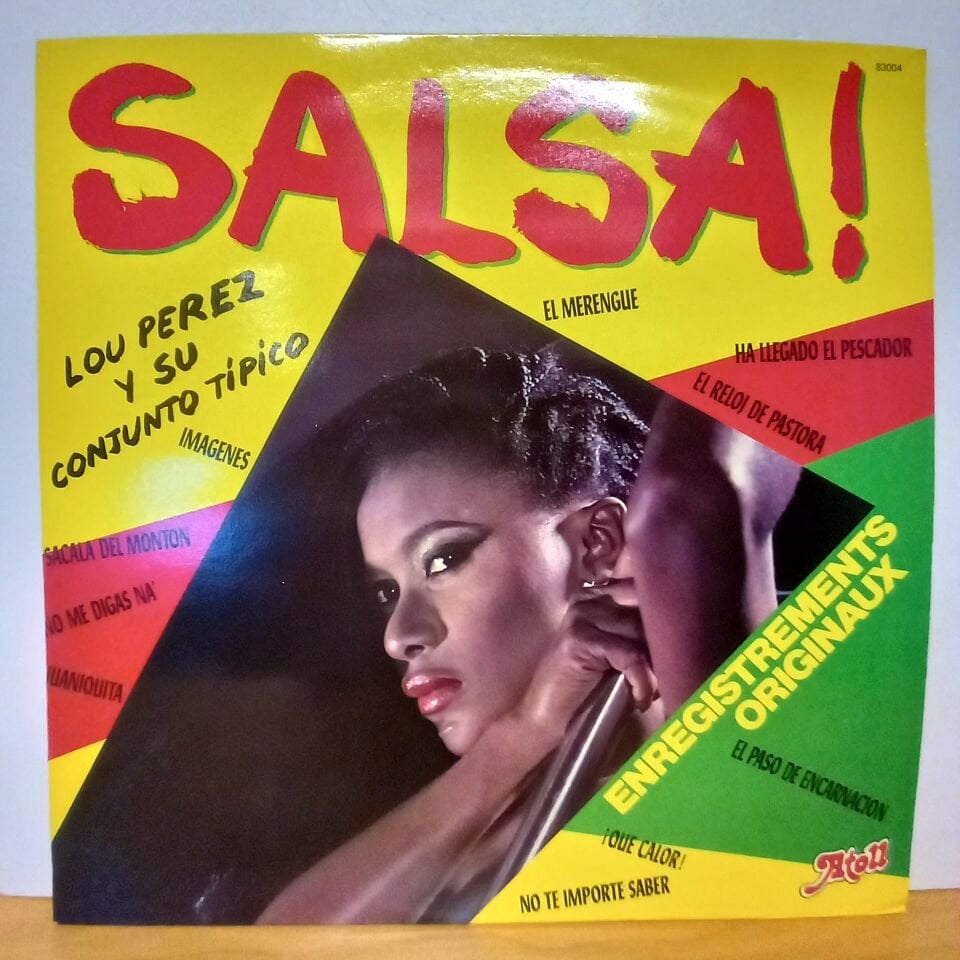 83004
SALSA!
LOU PEREZ
Y SU
CONJUNTO TÍPICO
EL MERENGUE
HA LLEGADO EL PESCADOR
EL RELOJ DE PASTORA
IMAGENES
SACALA DEL MONTON
NO ME DIGAS NA'
JUANIQUITA
ENREGISTREMENTS
ORIGINAUX
EL PASO DE ENCARNACION
¡QUE CALOR!
NO TE IMPORTE SABER
Atoll